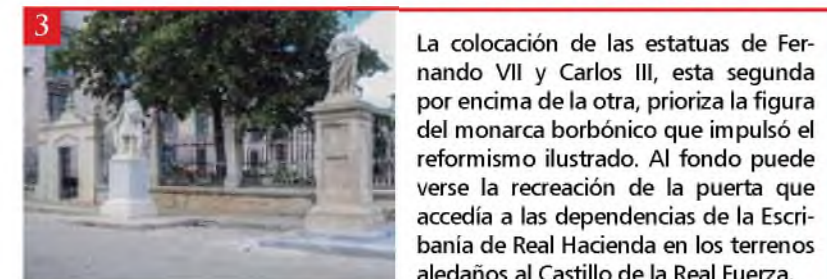 3
La colocación de las estatuas de Fer-
nando VII y Carlos III, esta segunda
por encima de la otra, prioriza la figura
del monarca borbónico que impulsó el
reformismo ilustrado. Al fondo puede
verse la recreación de la puerta que
accedía a las dependencias de la Escri-
banía de Real Hacienda en los terrenos
aledaños al Castillo de la Real Fuerza.